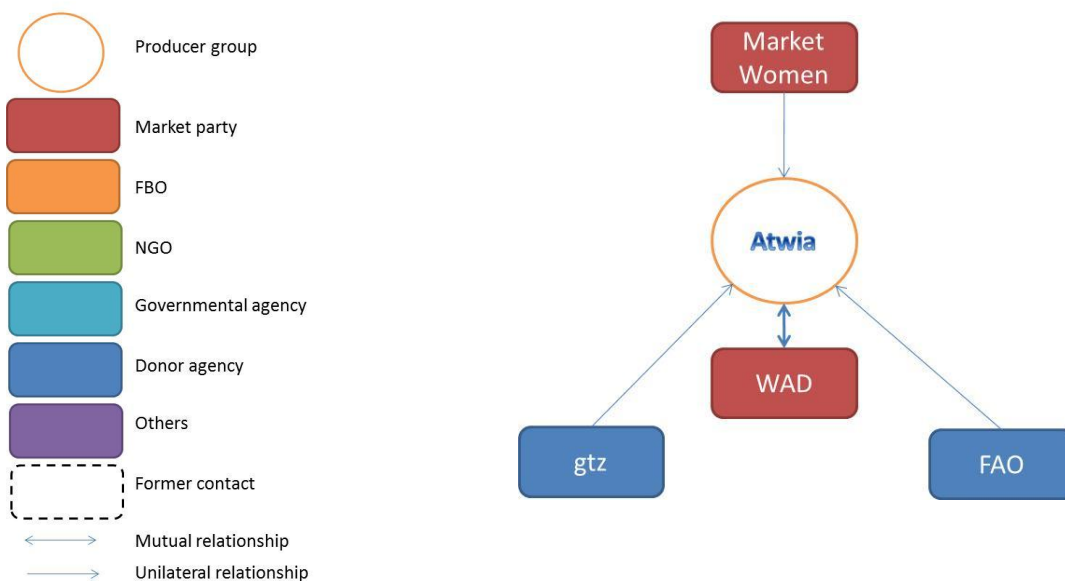 Producer group
Market party
FBO
NGO
Governmental agency
Donor agency
Others
Former contact
Mutual relationship
Unilateral relationship
Market
Women
Atwia
WAD
gtz
FAO